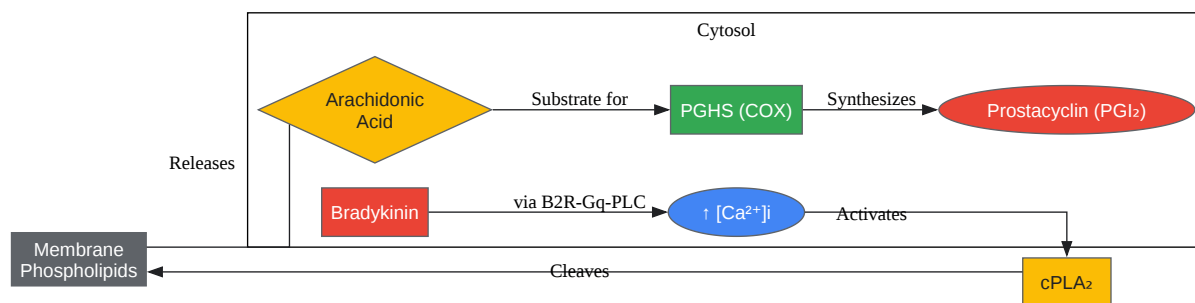 Cytosol
Arachidonic
Acid
Substrate for
PGHS (COX)
Synthesizes
Prostacyclin (PGI₂)
Releases
Bradykinin
via B2R-Gq-PLC
↑ [Ca²⁺]i
Activates
Membrane
Phospholipids
Cleaves
cPLA₂